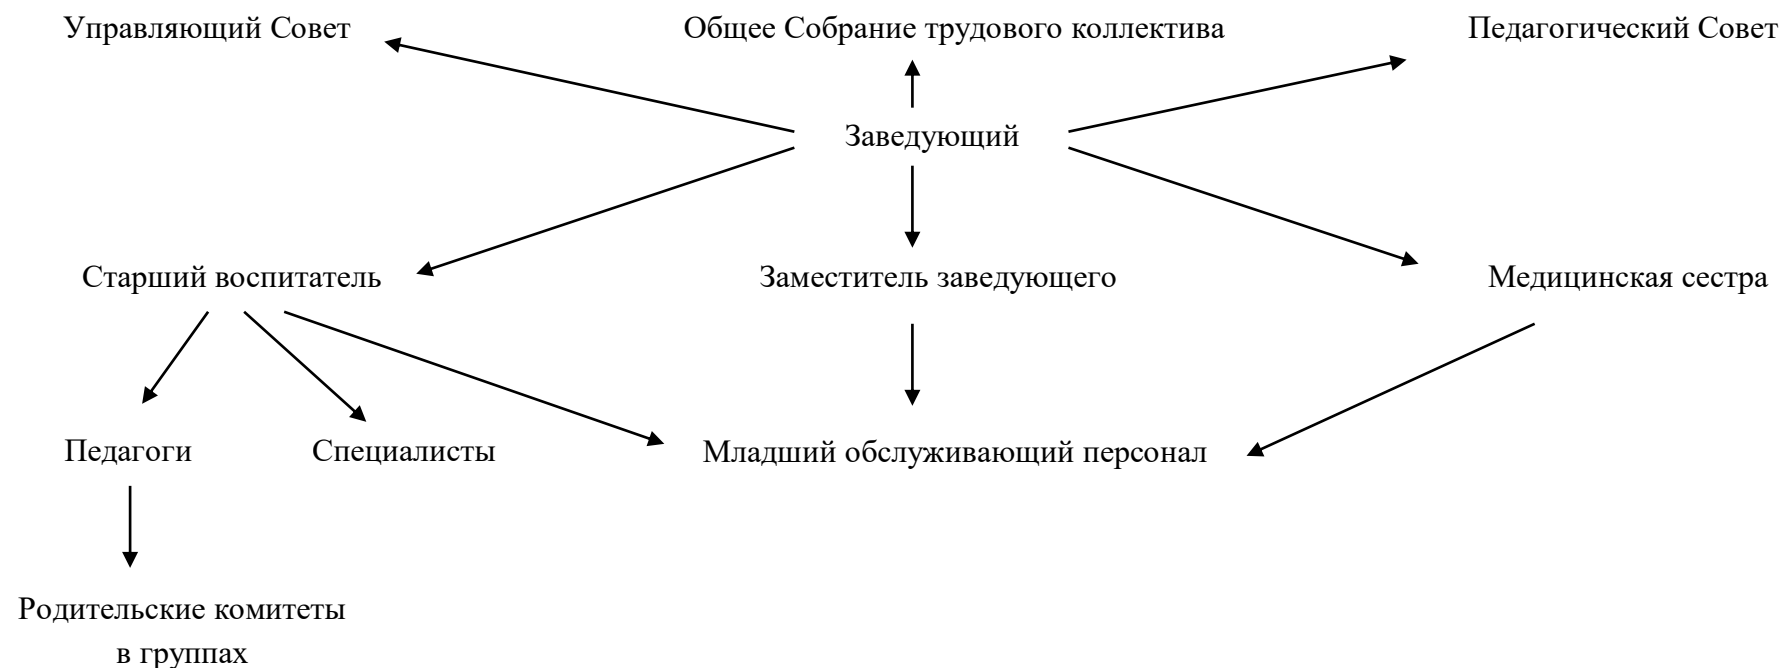 Управляющий Совет
Общее Собрание трудового коллектива
Педагогический Совет
Заведующий
Старший воспитатель
Заместитель заведующего
Медицинская сестра
Педагоги
Специалисты
Младший обслуживающий персонал
Родительские комитеты
в группах